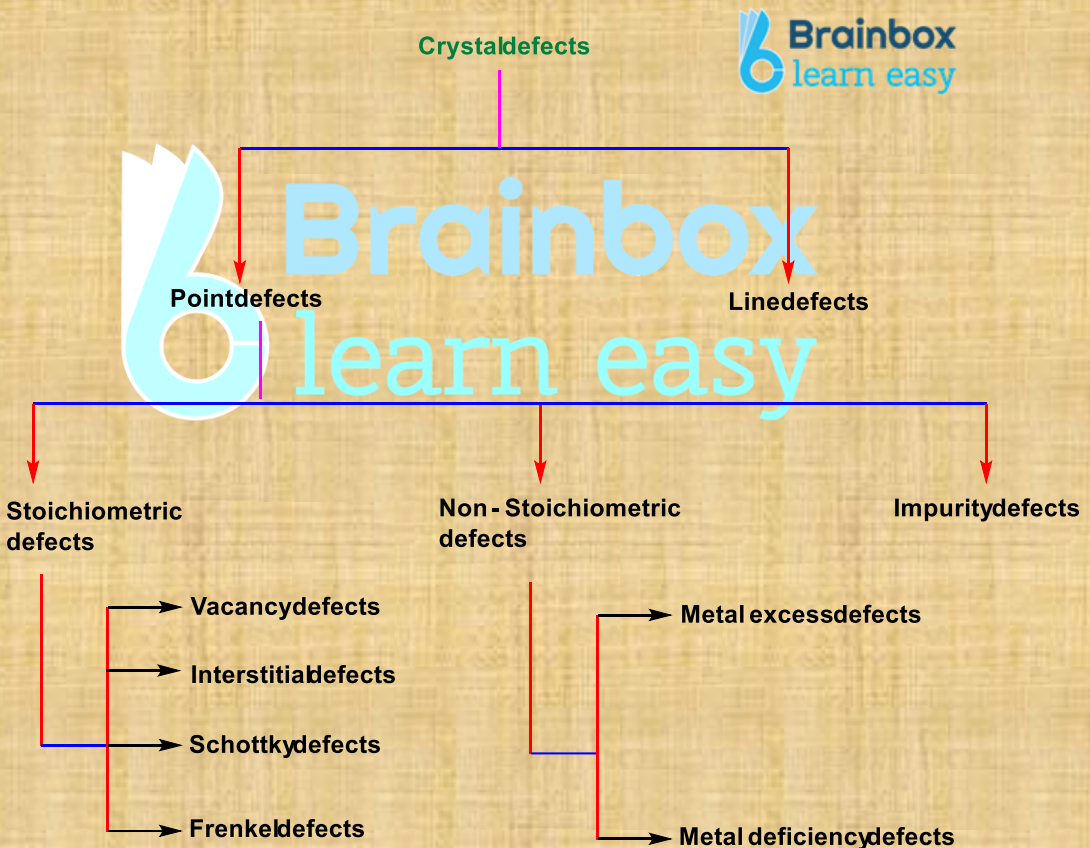 Crystaldefects
Brainbox
learn easy
Brainbox
learn easy
Pointdefects
Linedefects
Stoichiometric
defects
Non - Stoichiometric
defects
Impuritydefects
Vacancydefects
Interstitialdefects
Schottkydefects
Frenkeldefects
Metal excessdefects
Metal deficiencydefects